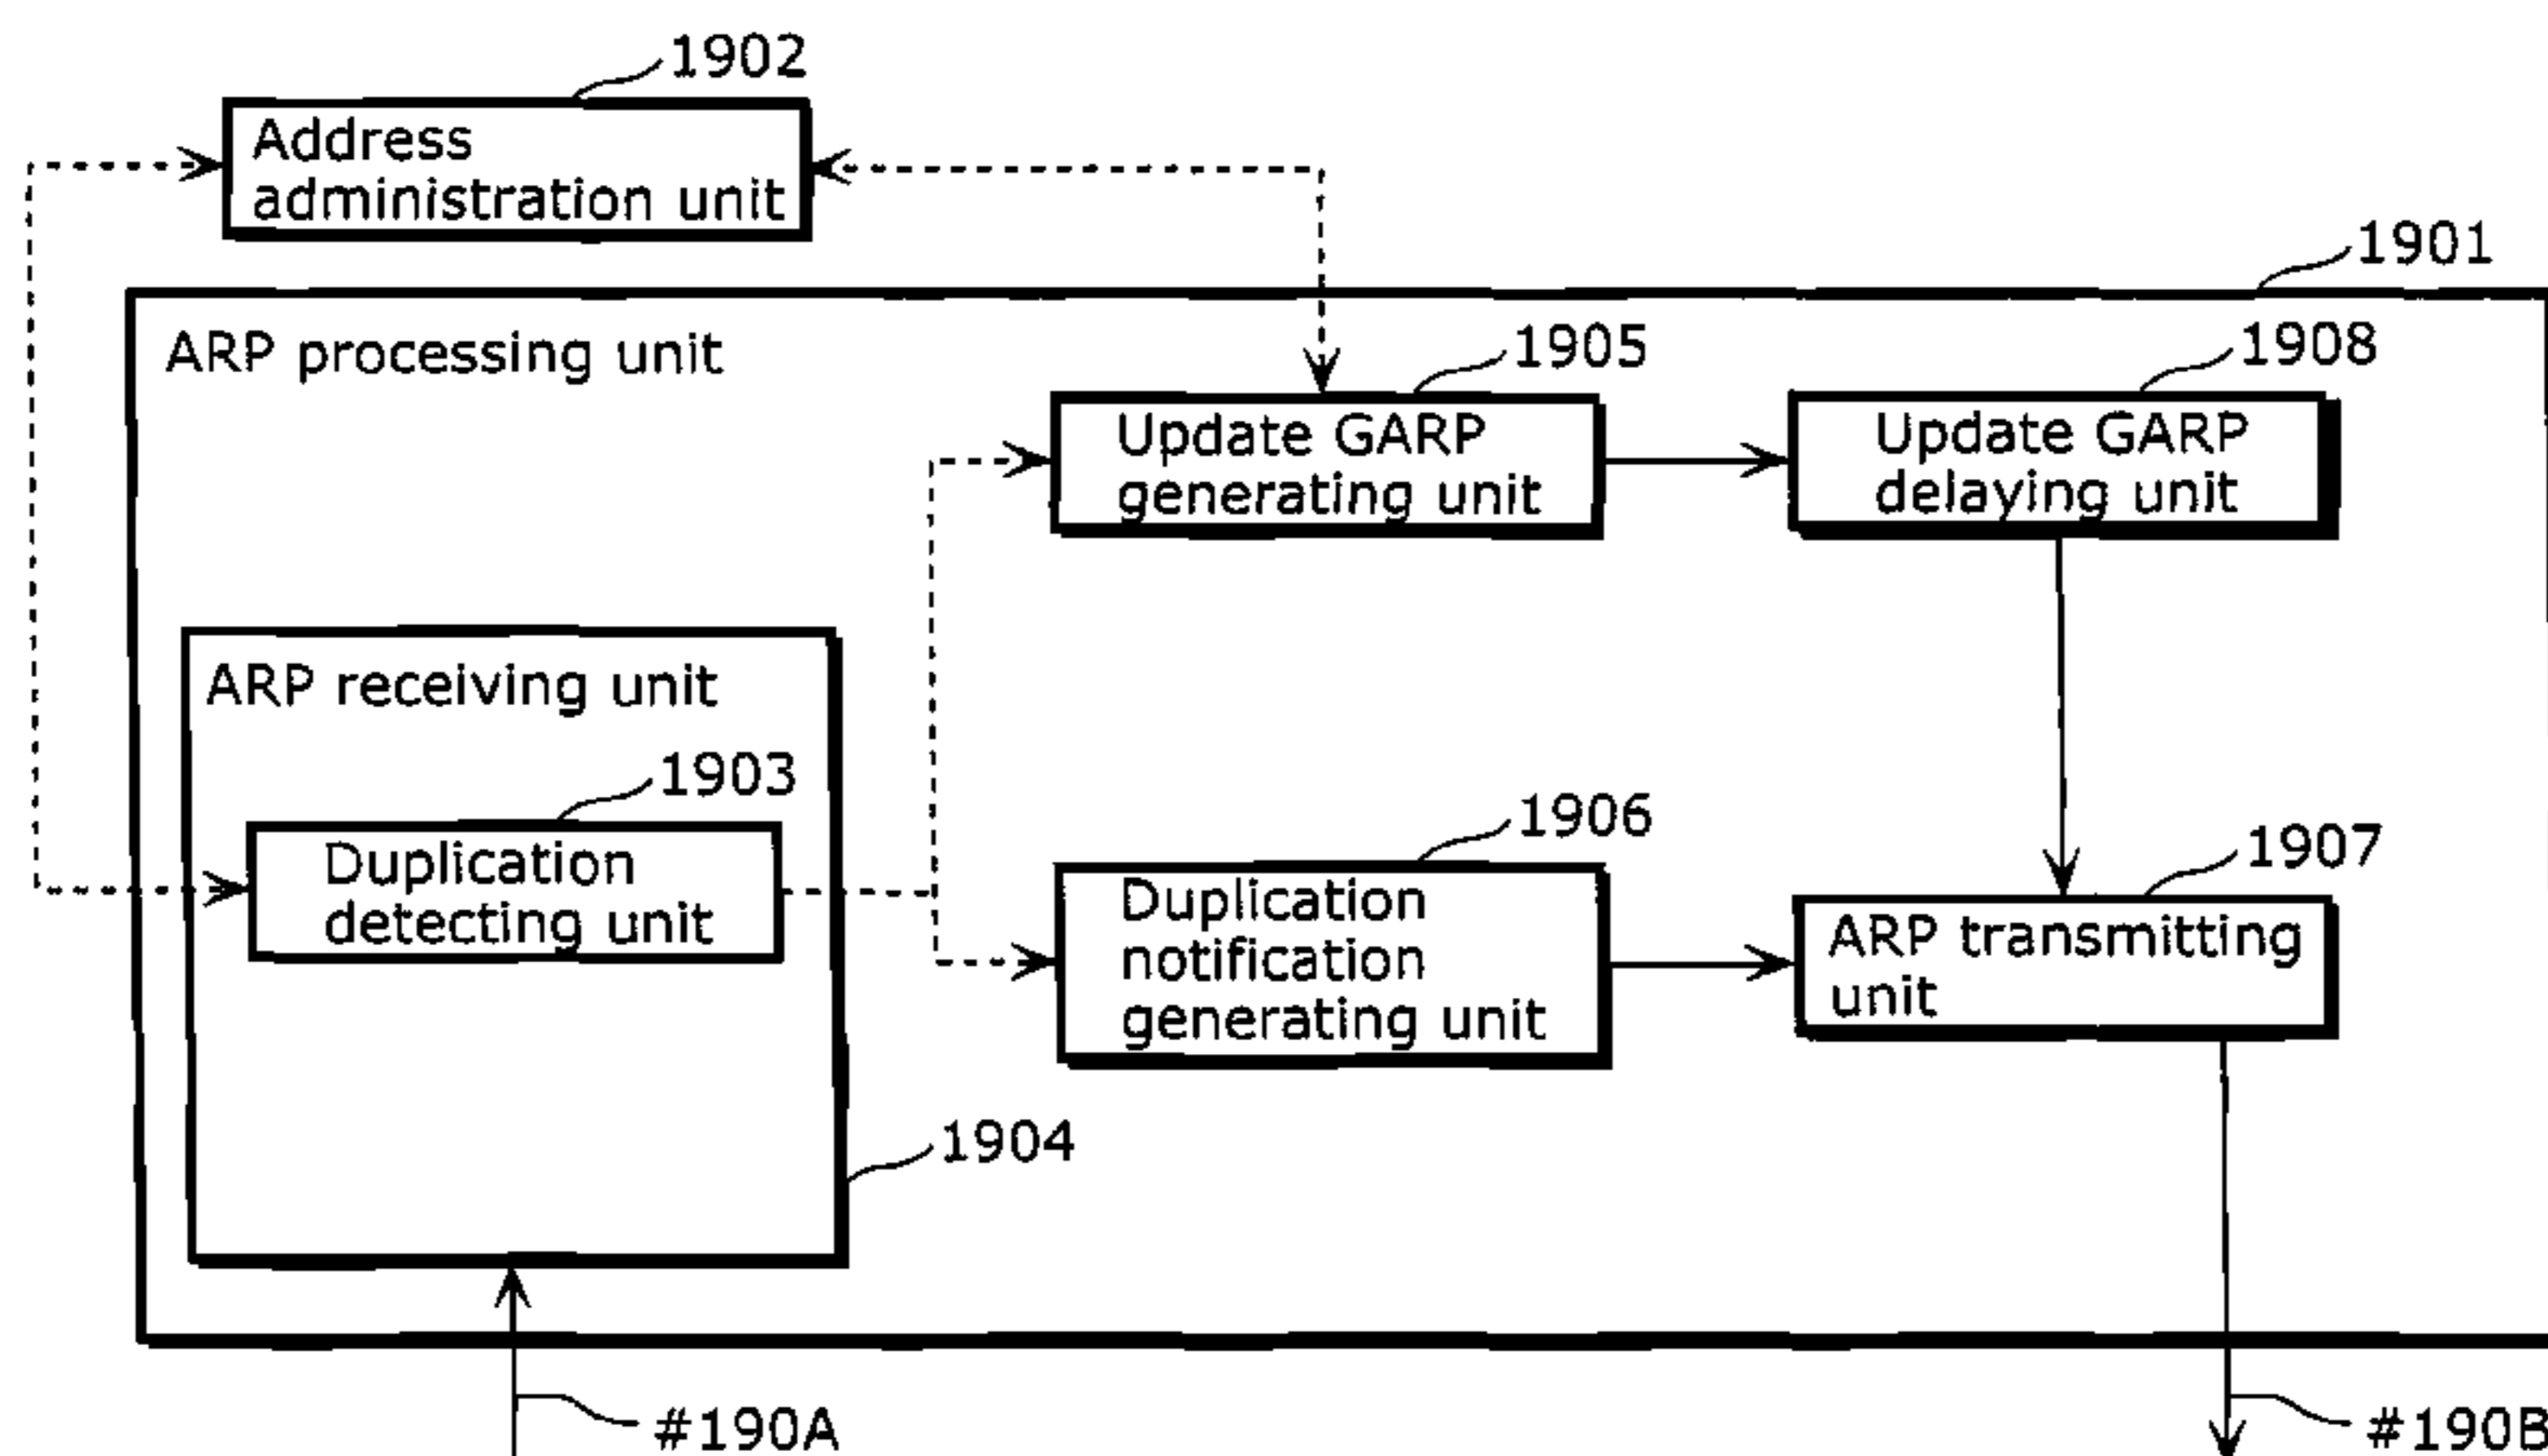 1902
Address
administration unit
1901
ARP processing unit
1905
1908
Update GARP
generating unit
Update GARP
delaying unit
ARP receiving unit
1903
1906
1907
Duplication
detecting unit
Duplication
notification
generating unit
ARP transmitting
unit
1904
#190A
#190B